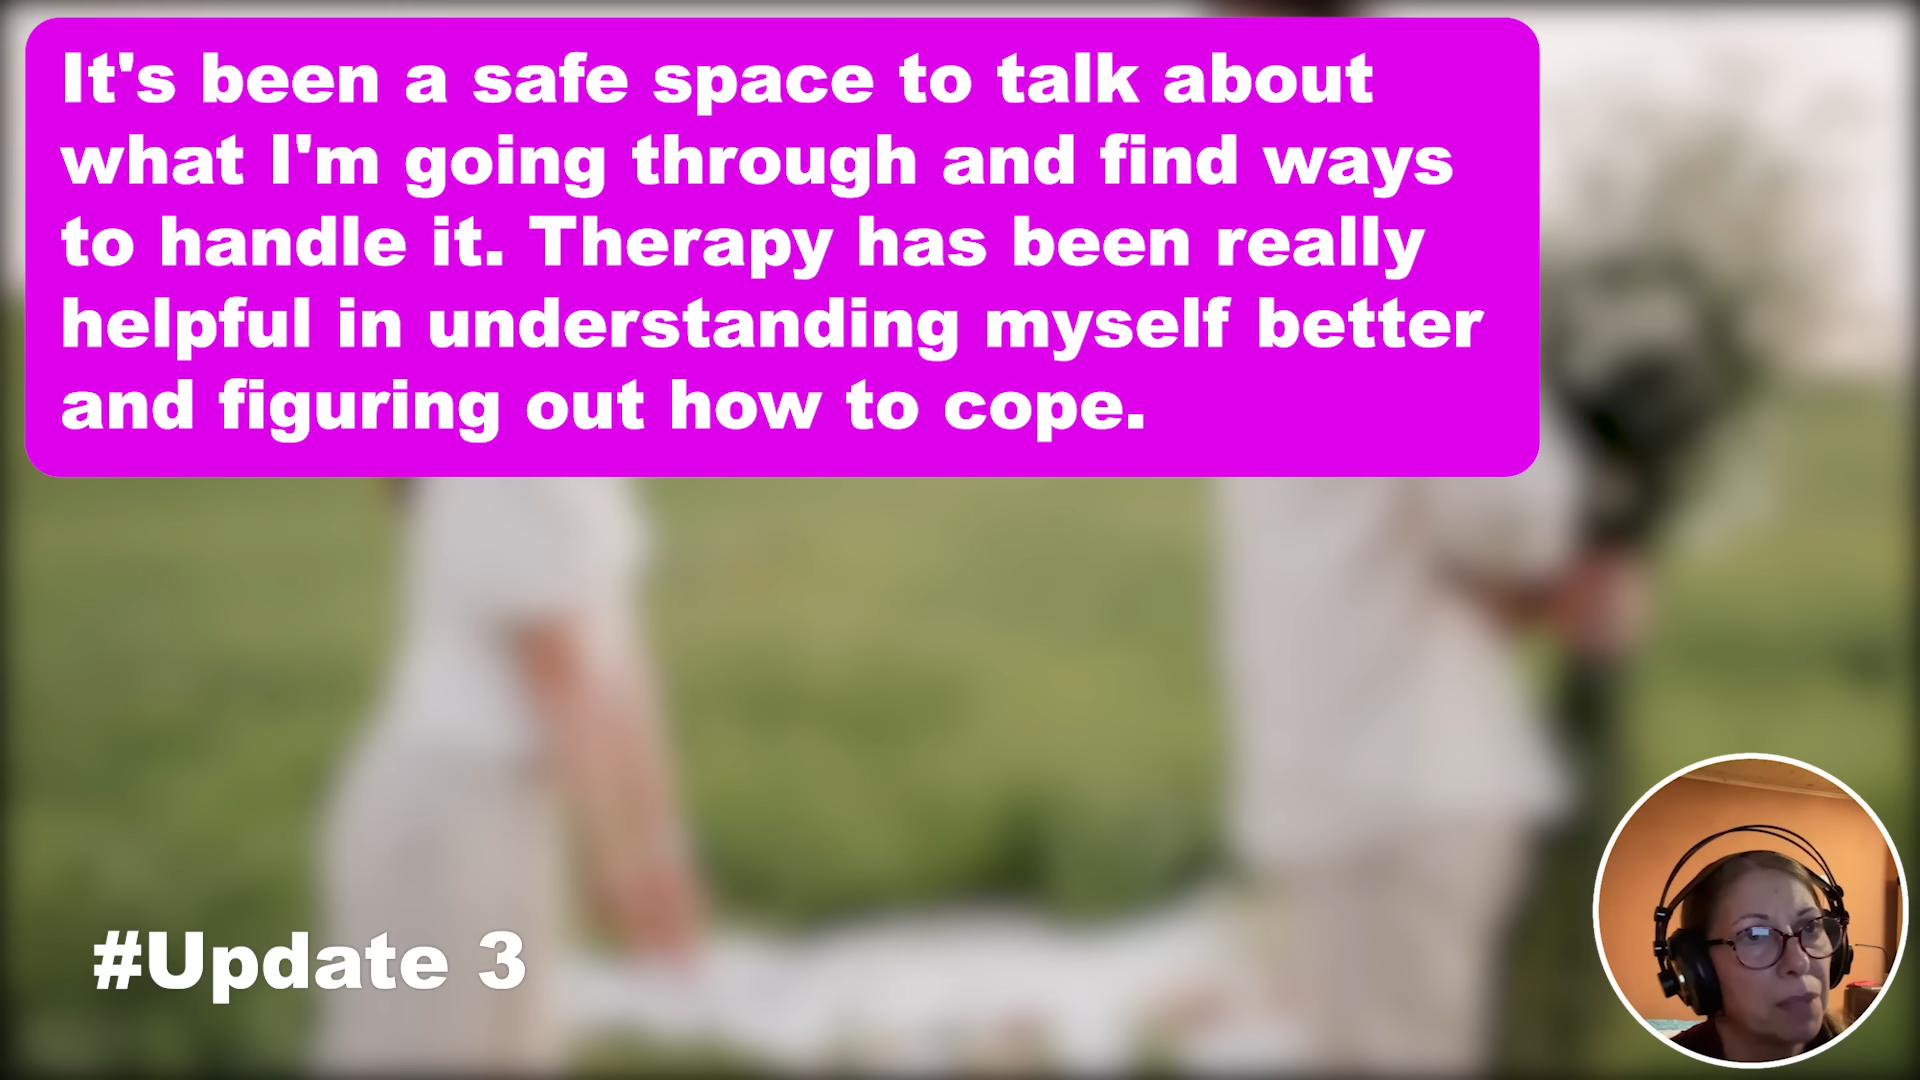 It's been a safe space to talk about
what I'm going through and find ways
to handle it. Therapy has been really
helpful in understanding myself better
and figuring out how to cope.
#Update 3